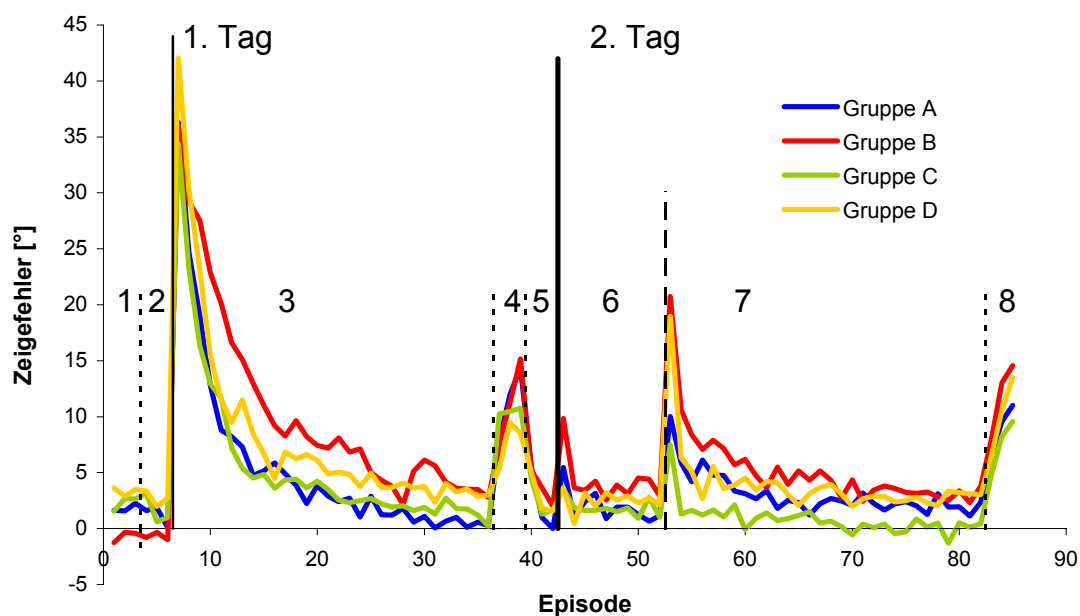 45
40
35
30
25
20
15
10
5
0
-5
Zeigefehler [°]
1. Tag
2. Tag
Gruppe A
Gruppe B
Gruppe C
Gruppe D
1 2 3 4 5 6 7 8
0 10 20 30 40 50 60 70 80 90
Episode